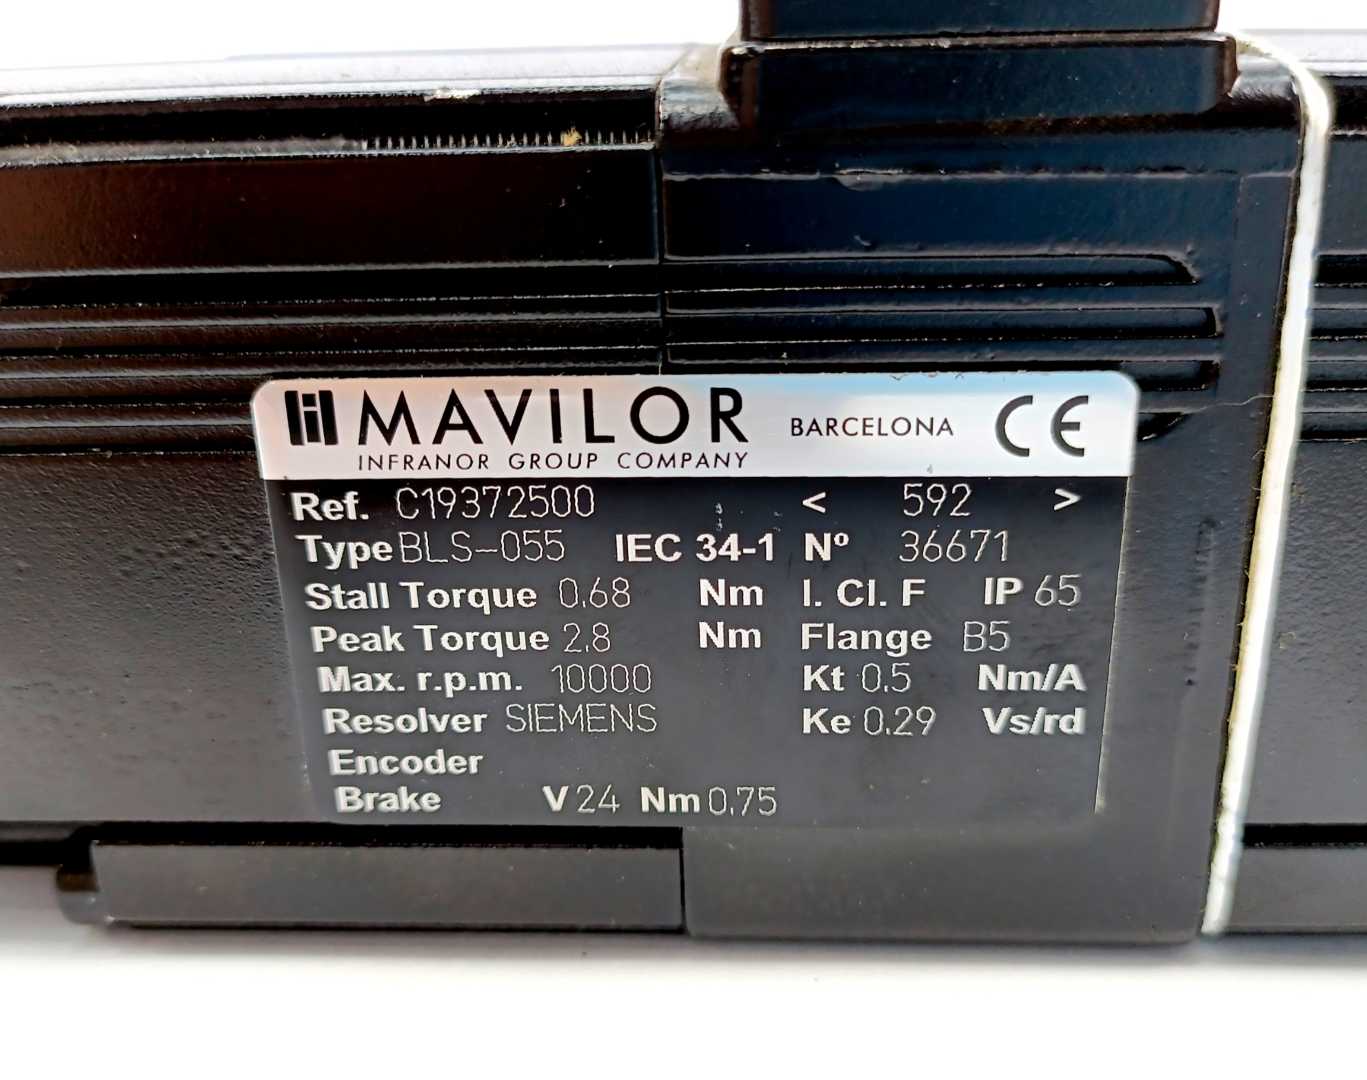 MAVILOR BARCELONA CE
INFRANOR GROUP COMPANY
Ref. C19372500 < 592 >
Type BLS-055 IEC 34-1 Nº 36671
Stall Torque 0.68 Nm I. Cl. F IP 65
Peak Torque 2.8 Nm Flange B5
Max. r.p.m. 10000 Kt 0.5 Nm/A
Resolver SIEMENS Ke 0.29 Vs/rd
Encoder
Brake V 24 Nm 0.75